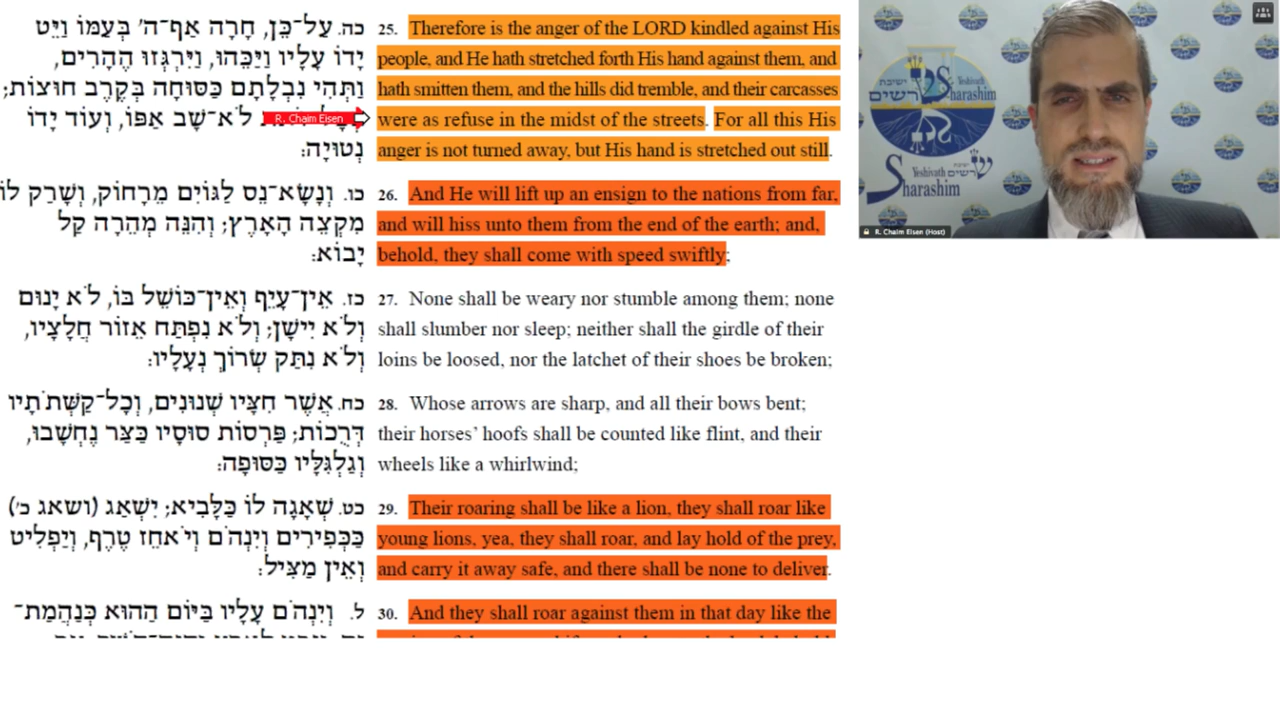 כה. עַל־כֵּן, חָרָה אַף־ה׳ בְּעַמּוֹ וַיֵּט
יָדוֹ עָלָיו וַיַּכֵּהוּ, וַיִּרְגְּזוּ הֶהָרִים,
וַתְּהִי נִבְלָתָם כַּסּוּחָה בְּקֶרֶב חוּצוֹת;
לֹא־שָׁב אַפּוֹ, וְעוֹד יָדוֹ
נְטוּיָה:
R. Chaim Eisen
25. Therefore is the anger of the LORD kindled against His
people, and He hath stretched forth His hand against them, and
hath smitten them, and the hills did tremble, and their carcasses
were as refuse in the midst of the streets. For all this His
anger is not turned away, but His hand is stretched out still.
כו. וְנָשָׂא־נֵס לַגּוֹיִם מֵרָחוֹק, וְשָׁרַק לוֹ
מִקְצֵה הָאָרֶץ; וְהִנֵּה מְהֵרָה קַל
יָבוֹא:
26. And He will lift up an ensign to the nations from far,
and will hiss unto them from the end of the earth; and,
behold, they shall come with speed swiftly;
כז. אֵין־עָיֵף וְאֵין־כּוֹשֵׁל בּוֹ, לֹא יָנוּם
וְלֹא יִישָׁן; וְלֹא נִפְתַּח אֵזוֹר חֲלָצָיו,
וְלֹא נִתַּק שְׂרוֹךְ נְעָלָיו:
27. None shall be weary nor stumble among them; none
shall slumber nor sleep; neither shall the girdle of their
loins be loosed, nor the latchet of their shoes be broken;
כח. אֲשֶׁר חִצָּיו שְׁנוּנִים, וְכָל־קַשְּׁתֹתָיו
דְּרֻכוֹת; פַּרְסוֹת סוּסָיו כַּצַּר נֶחְשָׁבוּ,
וְגַלְגִּלָּיו כַּסּוּפָה:
28. Whose arrows are sharp, and all their bows bent;
their horses’ hoofs shall be counted like flint, and their
wheels like a whirlwind;
כט. שְׁאָגָה לוֹ כַּלָּבִיא; יִשְׁאַג (ושאג כ׳)
כַּכְּפִירִים וְיִנְהֹם וְיֹאחֵז טֶרֶף, וְיַפְלִיט
וְאֵין מַצִּיל:
29. Their roaring shall be like a lion, they shall roar like
young lions, yea, they shall roar, and lay hold of the prey,
and carry it away safe, and there shall be none to deliver.
ל. וְיִנְהֹם עָלָיו בַּיּוֹם הַהוּא כְּנַהֲמַת־
30. And they shall roar against them in that day like the
ישיבת שרשים
Yeshivath Sharashim
ישיבת שרשים
Yeshivath Sharashim
R. Chaim Eisen (Host)